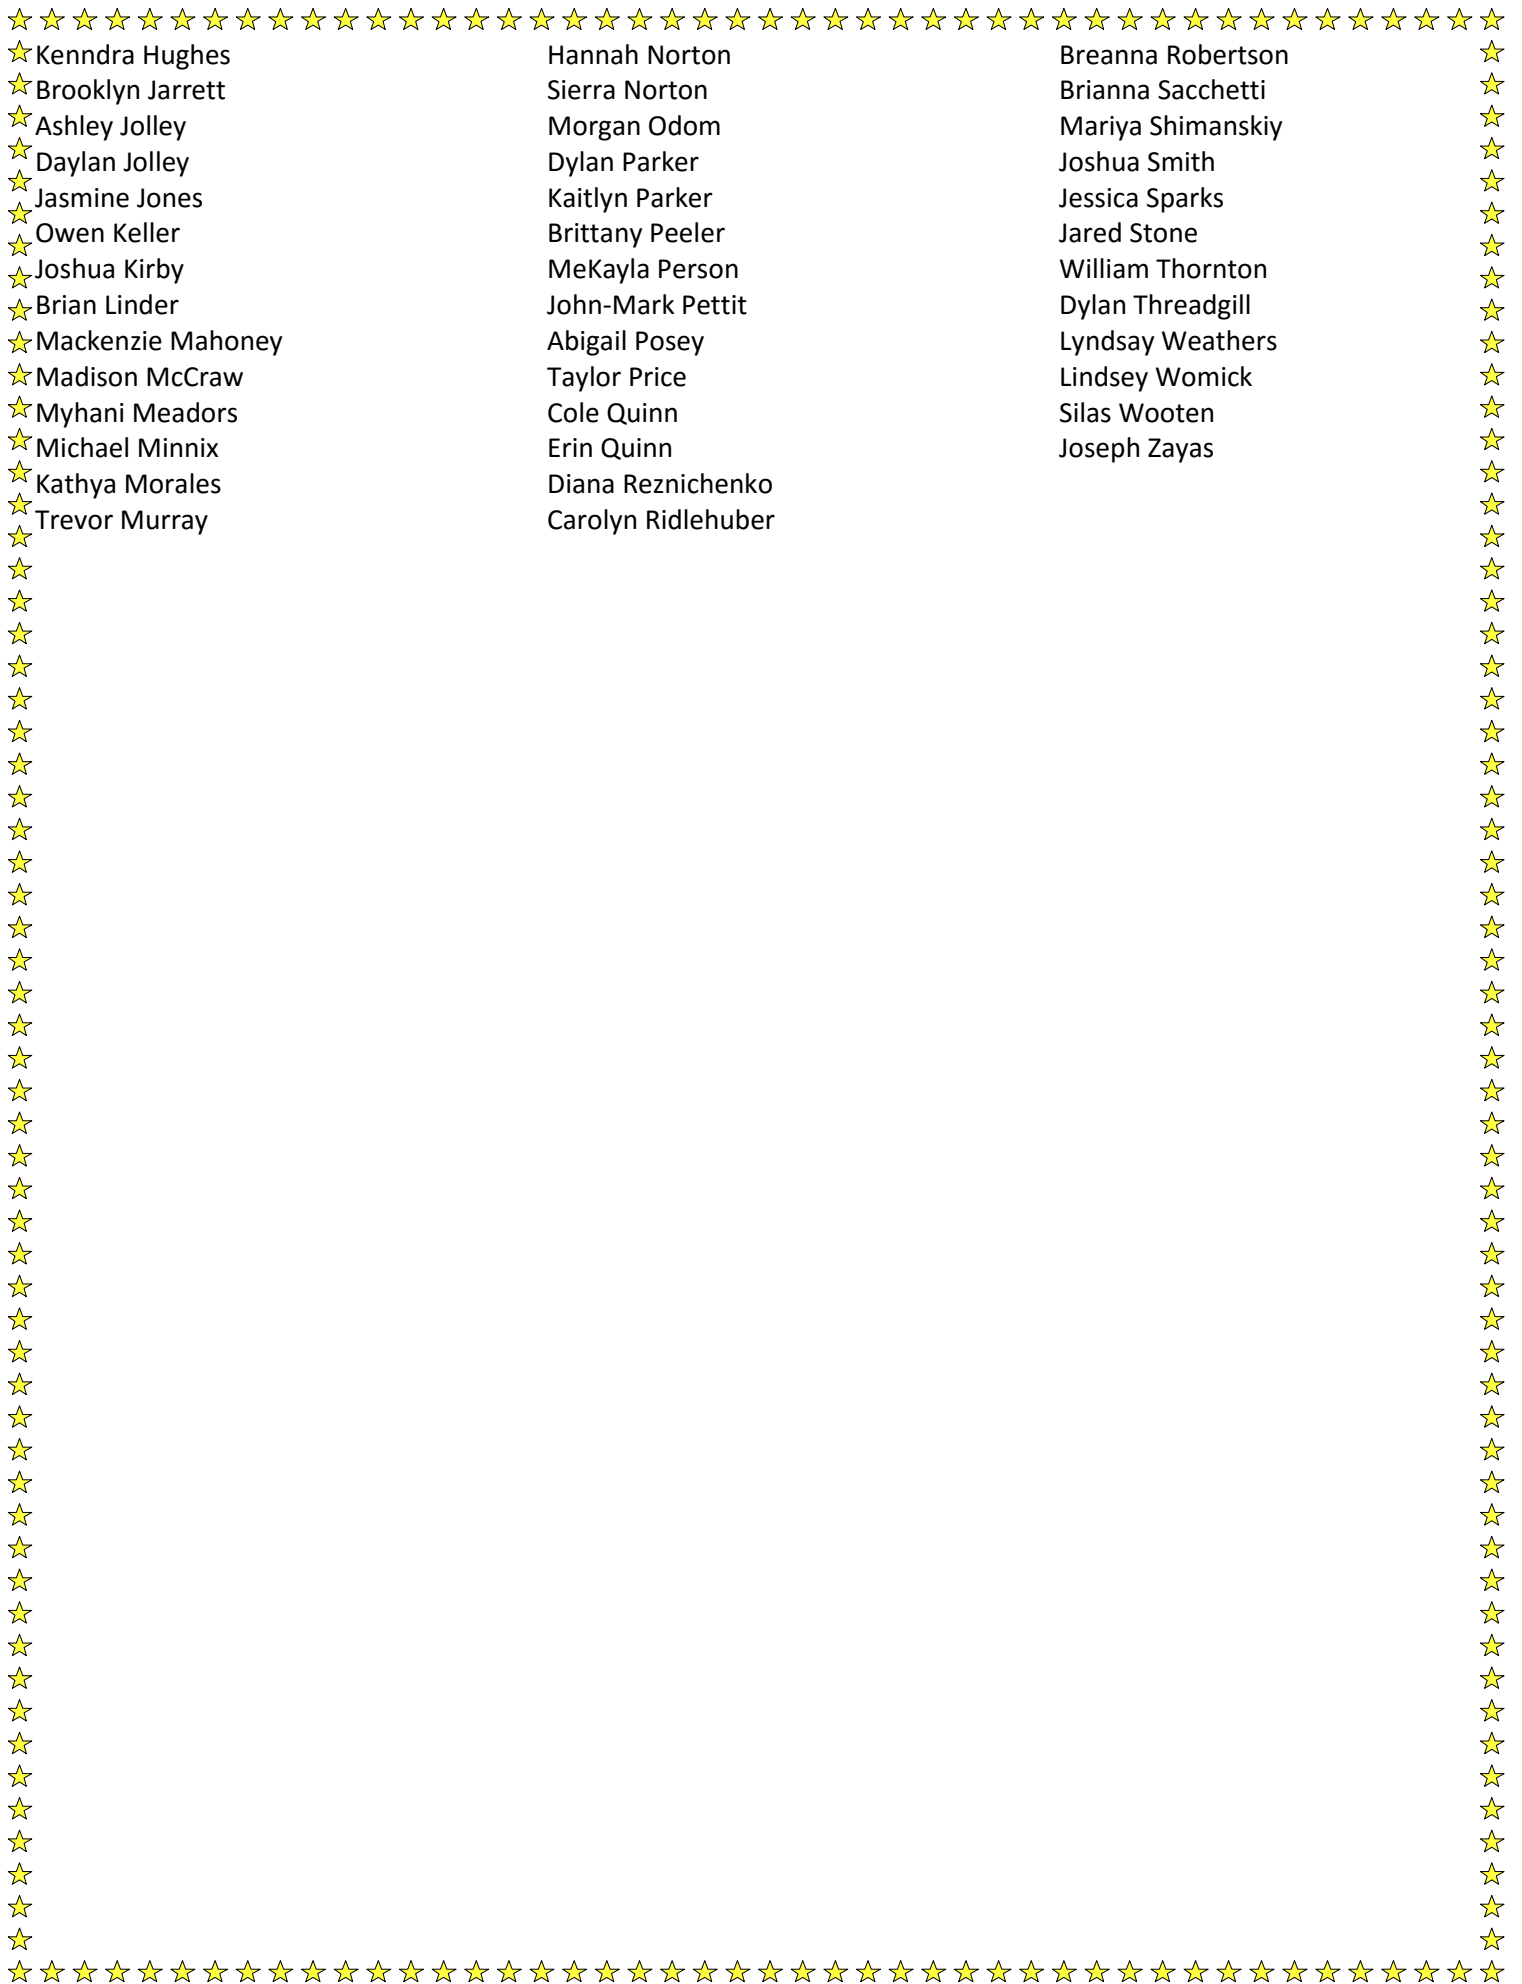 Kenndra Hughes
Brooklyn Jarrett
Ashley Jolley
Daylan Jolley
Jasmine Jones
Owen Keller
Joshua Kirby
Brian Linder
Mackenzie Mahoney
Madison McCraw
Myhani Meadors
Michael Minnix
Kathya Morales
Trevor Murray
Hannah Norton
Sierra Norton
Morgan Odom
Dylan Parker
Kaitlyn Parker
Brittany Peeler
MeKayla Person
John-Mark Pettit
Abigail Posey
Taylor Price
Cole Quinn
Erin Quinn
Diana Reznichenko
Carolyn Ridlehuber
Breanna Robertson
Brianna Sacchetti
Mariya Shimanskiy
Joshua Smith
Jessica Sparks
Jared Stone
William Thornton
Dylan Threadgill
Lyndsay Weathers
Lindsey Womick
Silas Wooten
Joseph Zayas